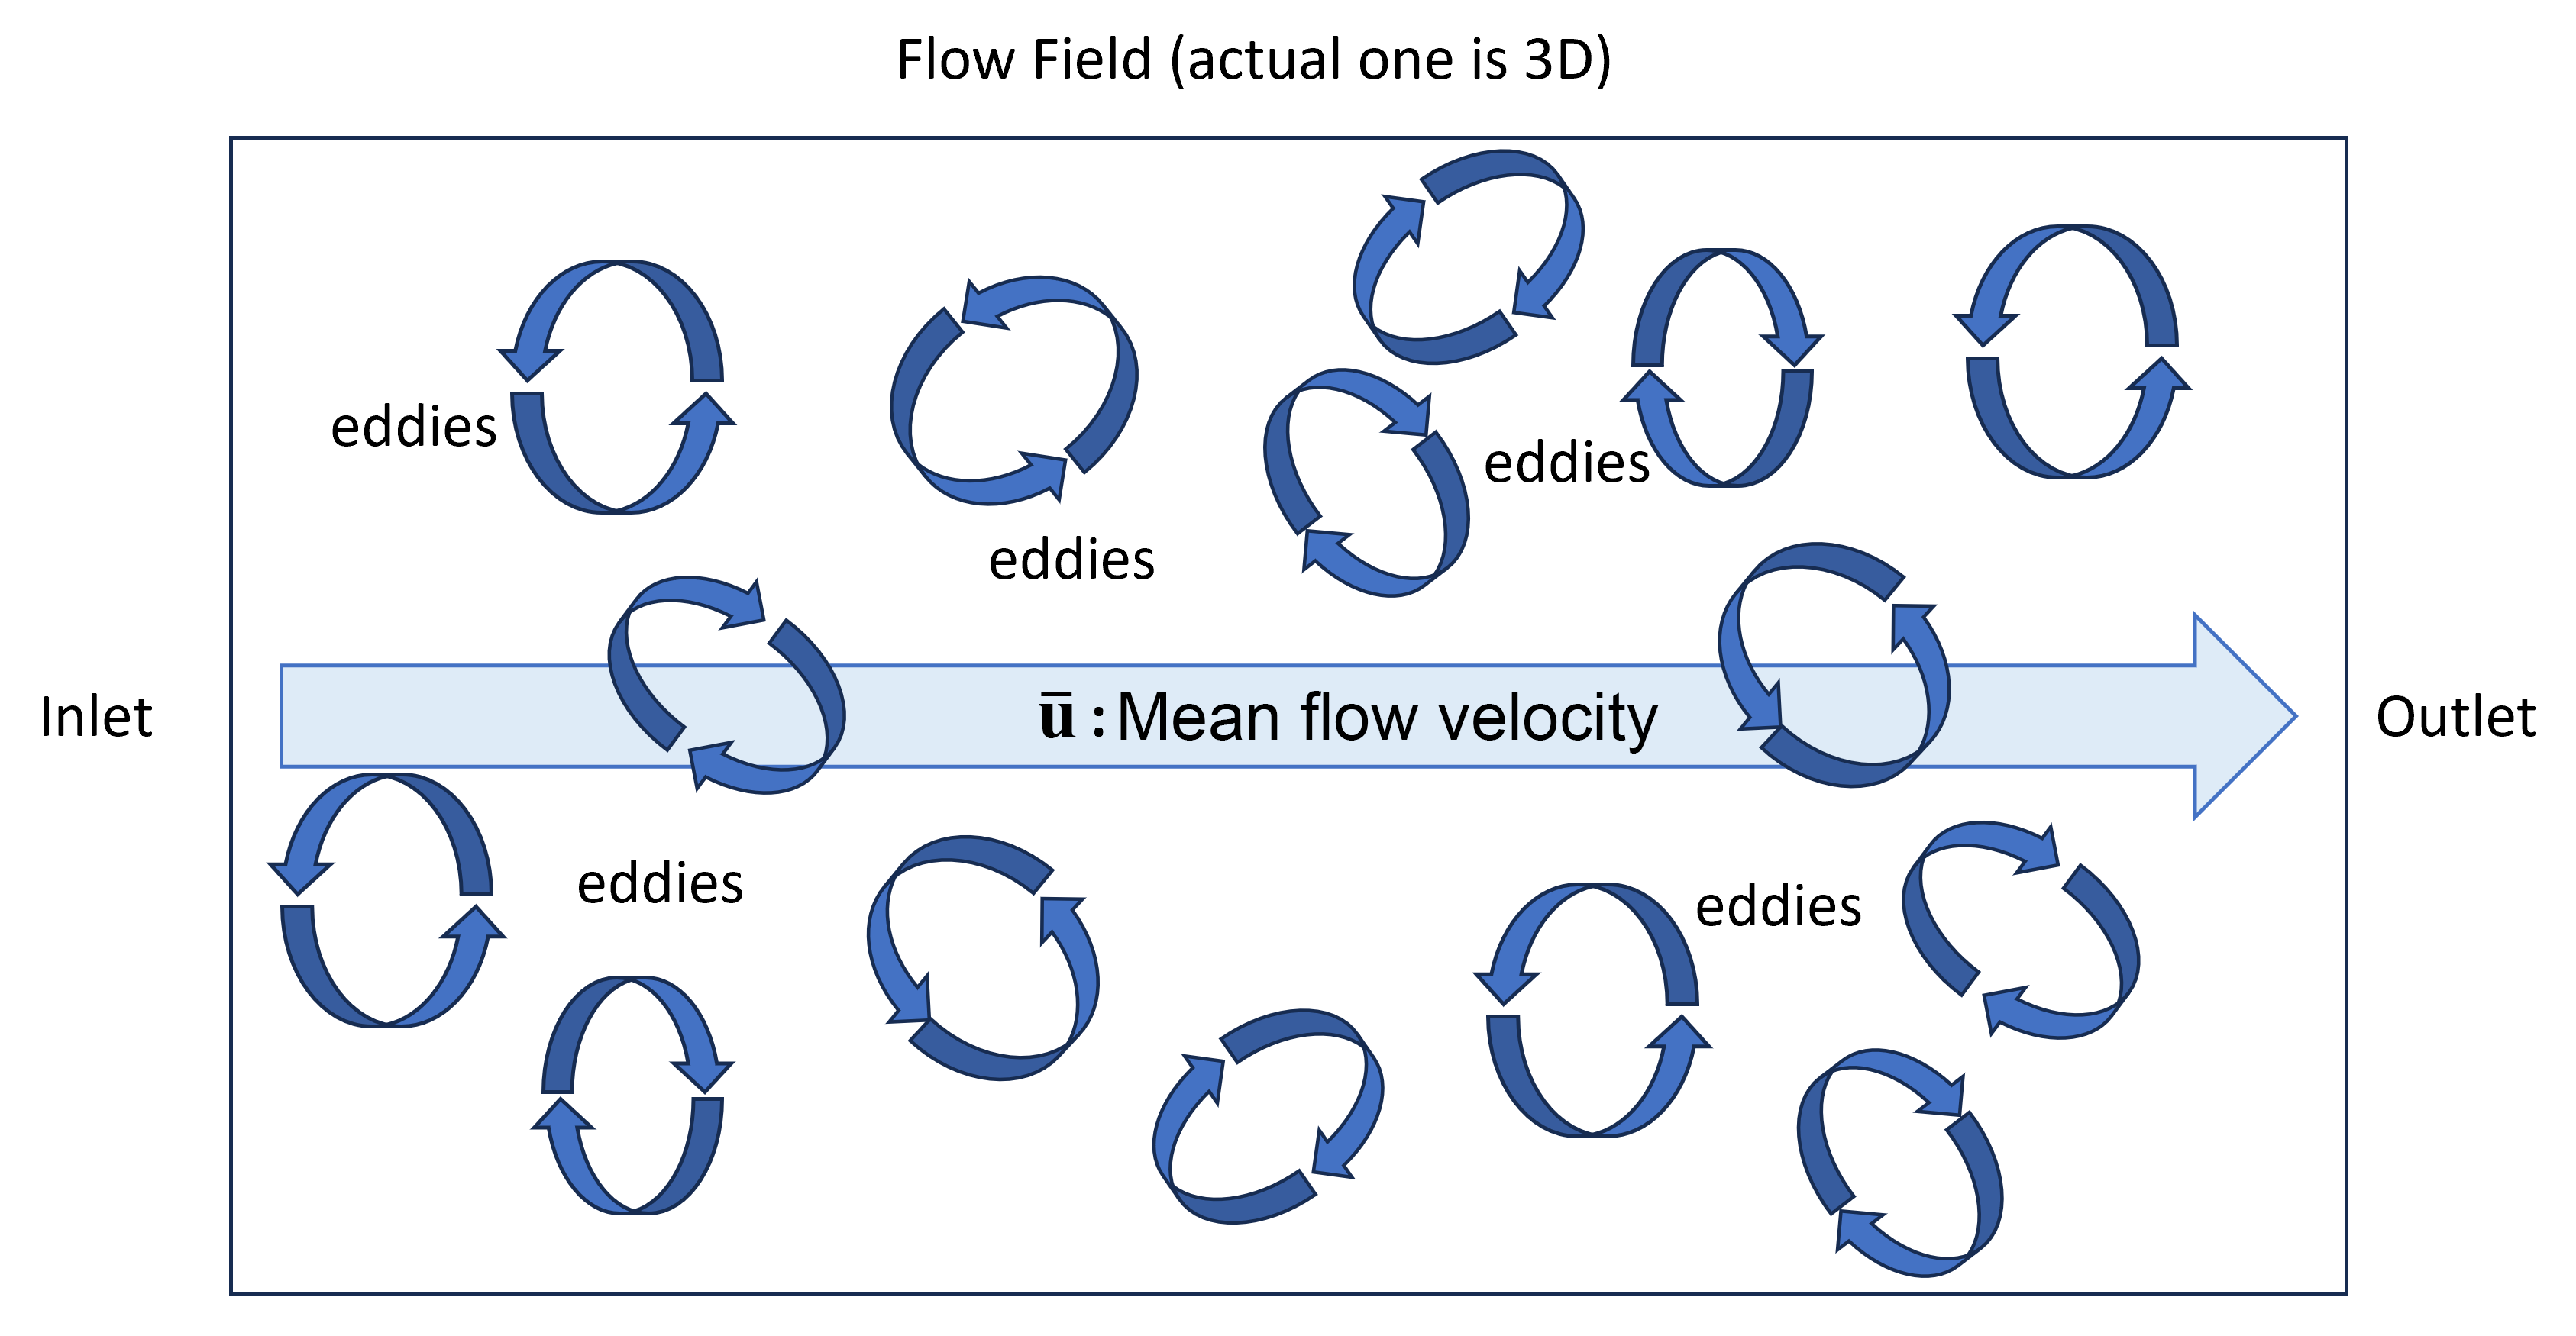 Flow Field (actual one is 3D)
eddies
eddies
eddies
Inlet
ū : Mean flow velocity
Outlet
eddies
eddies